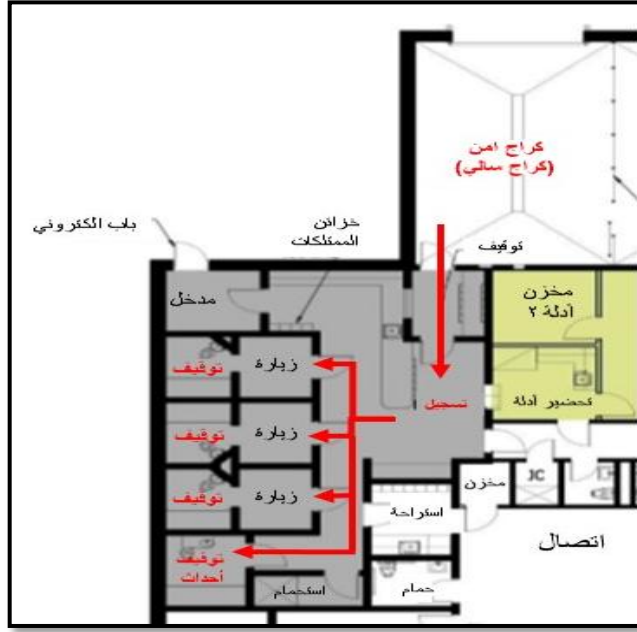 كراج امن
(كراج سالي)
باب الكتروني
خزائن
الممتلكات
توقيف
مدخل
مخزن
أدلة ٢
توقيف
زيارة
تسجيل
تحضير أدلة
توقيف
زيارة
توقيف
زيارة
مخزن
JC
استراحة
اتصال
توقيف
أحداث
استحمام
حمام